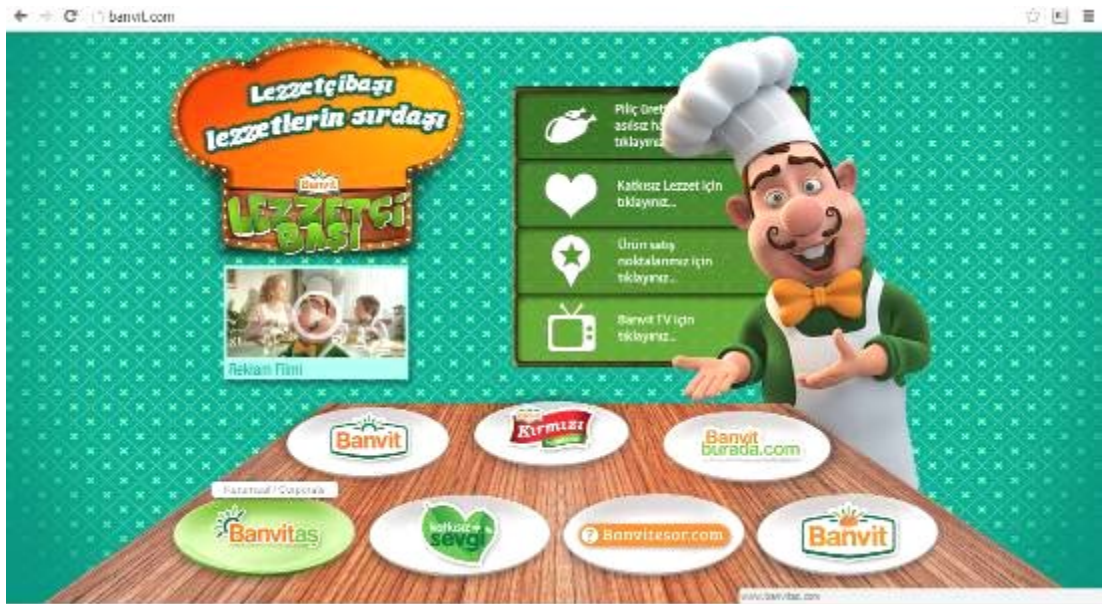 banvit.com
Lezzetçibaşı
lezzetlerin sırdaşı
Banvit
LEZZETÇİ
BAŞI
Reklam Filmi
Piliç
asılsız
tıklayınız
Katkısız Lezzet için
tıklayınız...
Ürün satış
noktalarımız için
tıklayınız...
Banvit TV için
tıklayınız...
Banvit
Kırmızı
Banvit
burada.com
Kurumsal / Corporate
Banvitaş
katkısız
sevgi
? Banvitesor.com
Banvit
www.banvitas.com